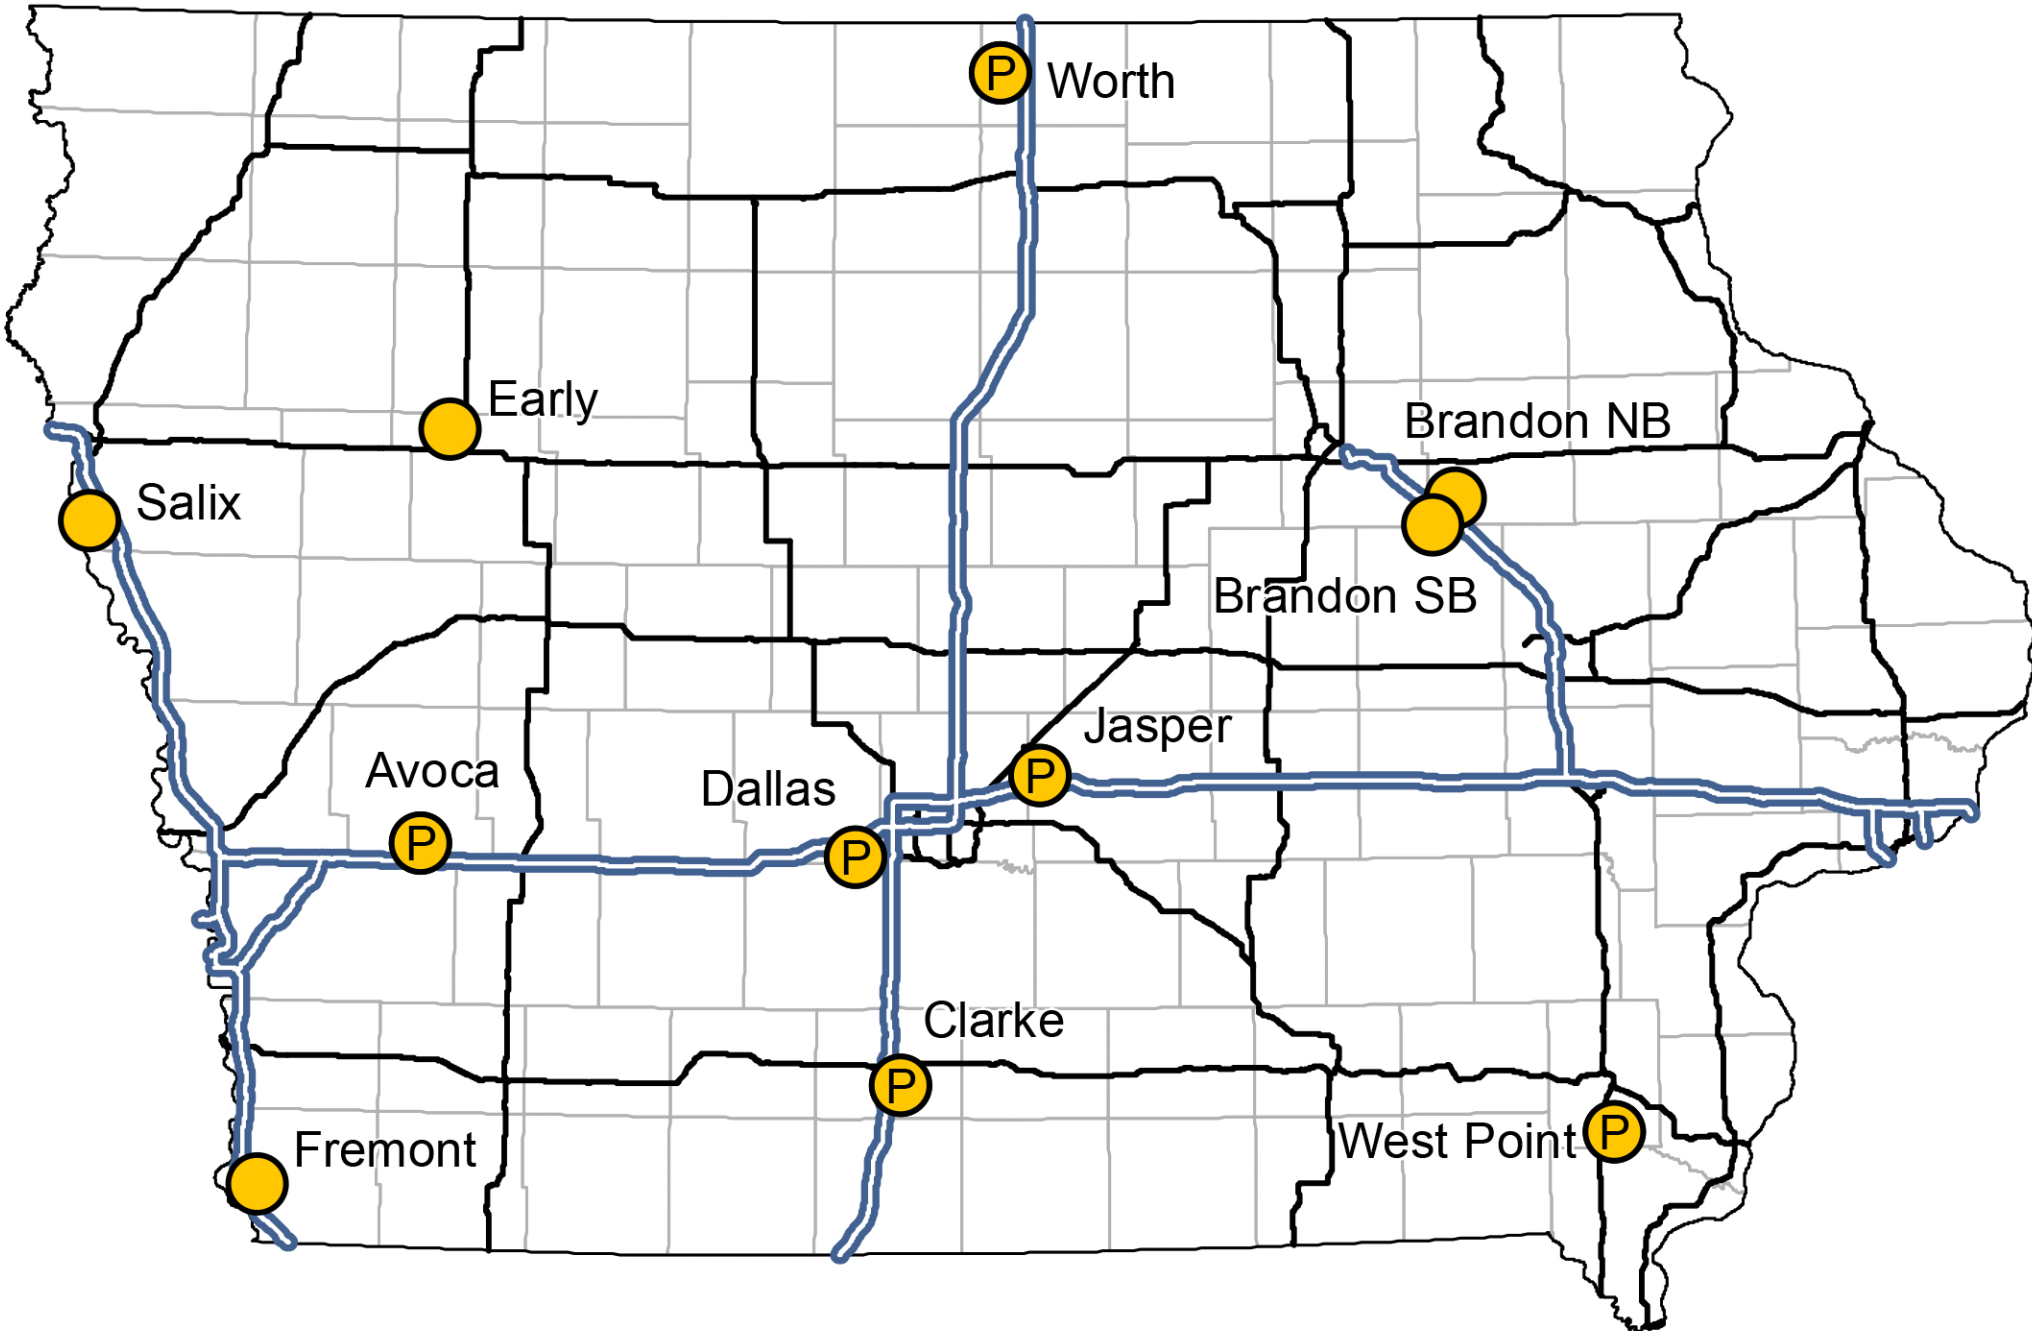 P
Worth
Early
Brandon NB
Salix
Brandon SB
Jasper
Avoca
Dallas
P
P
P
Clarke
P
Fremont
West Point
P